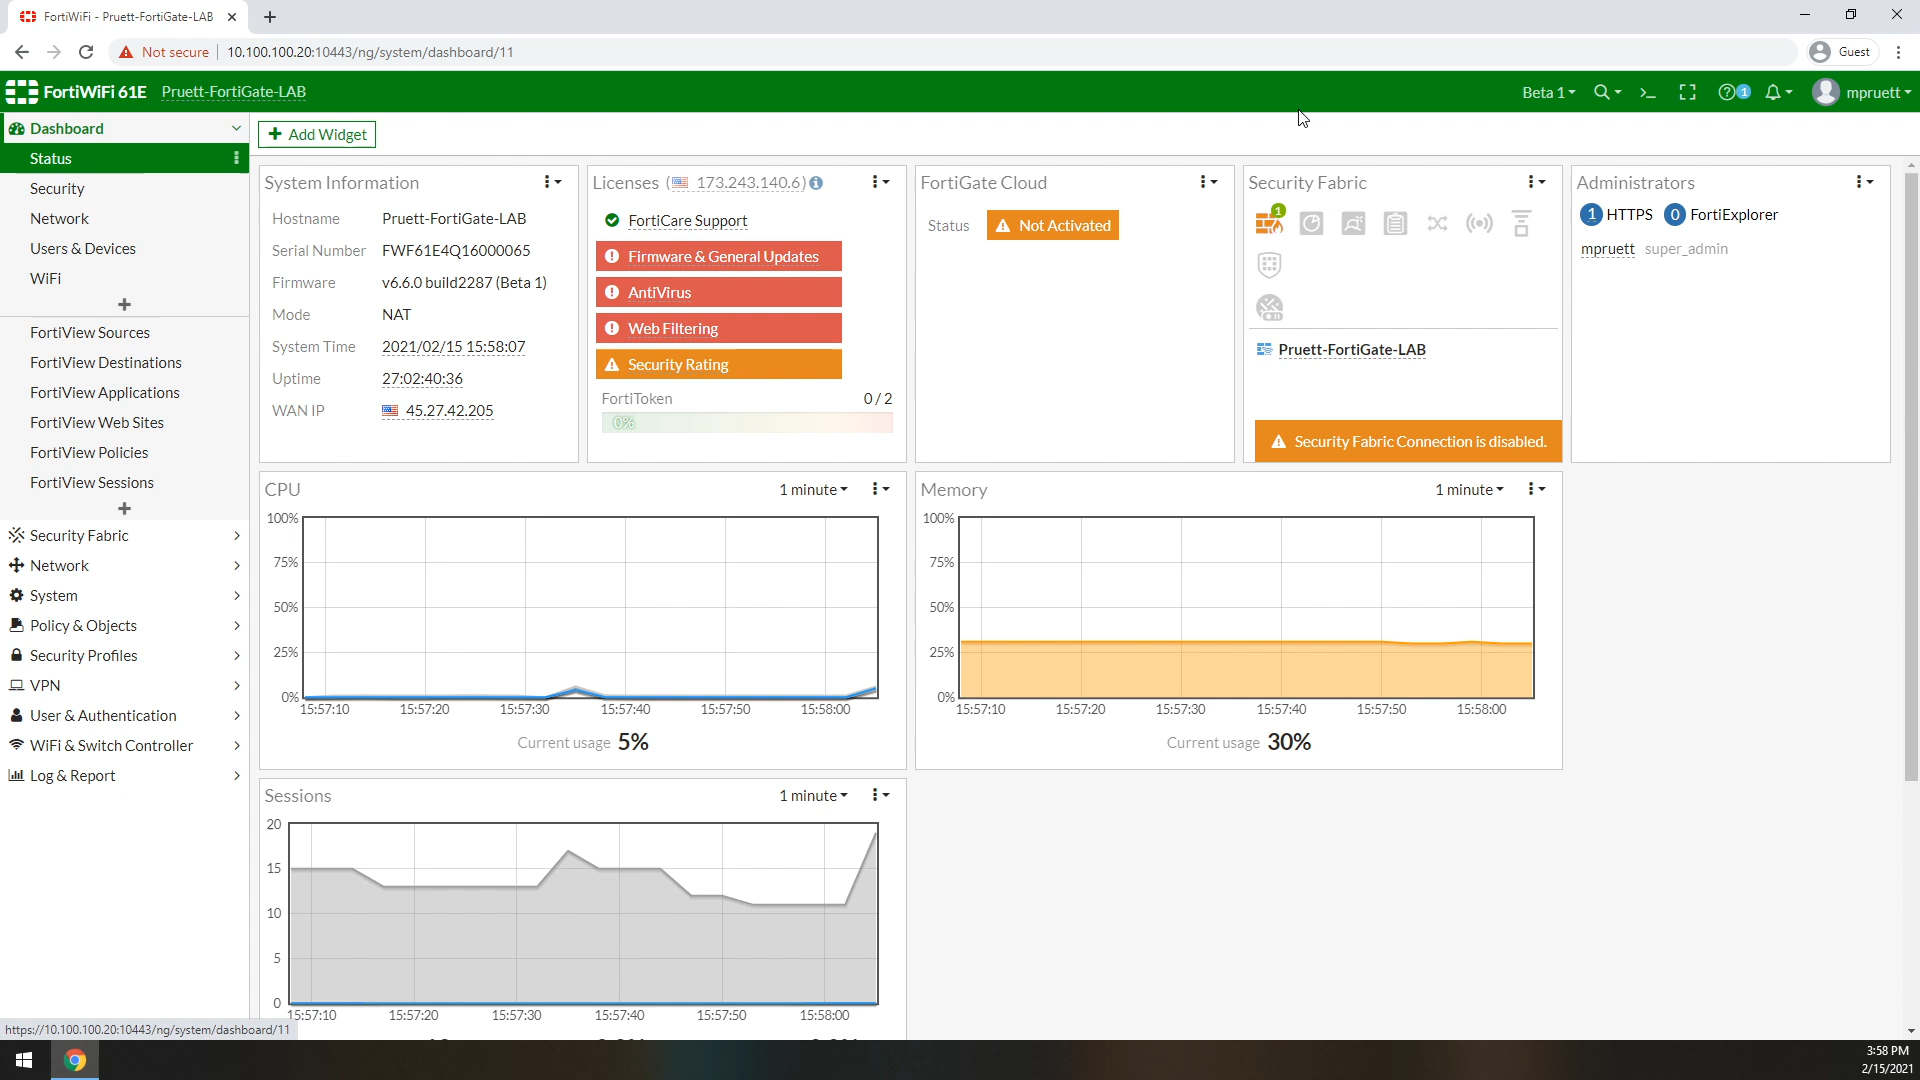 FortiWiFi - Pruett-FortiGate-LAB
Not secure
10.100.100.20:10443/ng/system/dashboard/11
Guest
FortiWiFi 61E
Pruett-FortiGate-LAB
Beta 1
1
mpruett
Dashboard
Status
Security
Network
Users & Devices
WiFi
FortiView Sources
FortiView Destinations
FortiView Applications
FortiView Web Sites
FortiView Policies
FortiView Sessions
Security Fabric
Network
System
Policy & Objects
Security Profiles
VPN
User & Authentication
WiFi & Switch Controller
Log & Report
Add Widget
System Information
Hostname Pruett-FortiGate-LAB
Serial Number FWF61E4Q16000065
Firmware v6.6.0 build2287 (Beta 1)
Mode NAT
System Time 2021/02/15 15:58:07
Uptime 27:02:40:36
WAN IP 45.27.42.205
Licenses ( 173.243.140.6)
FortiCare Support
Firmware & General Updates
AntiVirus
Web Filtering
Security Rating
FortiToken 0 / 2
0%
FortiGate Cloud
Status Not Activated
Security Fabric
1
Pruett-FortiGate-LAB
Security Fabric Connection is disabled.
Administrators
1 HTTPS 0 FortiExplorer
mpruett super_admin
CPU 1 minute
100%
75%
50%
25%
0%
15:57:10 15:57:20 15:57:30 15:57:40 15:57:50 15:58:00
Current usage 5%
Memory 1 minute
100%
75%
50%
25%
0%
15:57:10 15:57:20 15:57:30 15:57:40 15:57:50 15:58:00
Current usage 30%
Sessions 1 minute
20
15
10
5
0
15:57:10 15:57:20 15:57:30 15:57:40 15:57:50 15:58:00
https://10.100.100.20:10443/ng/system/dashboard/11
3:58 PM
2/15/2021